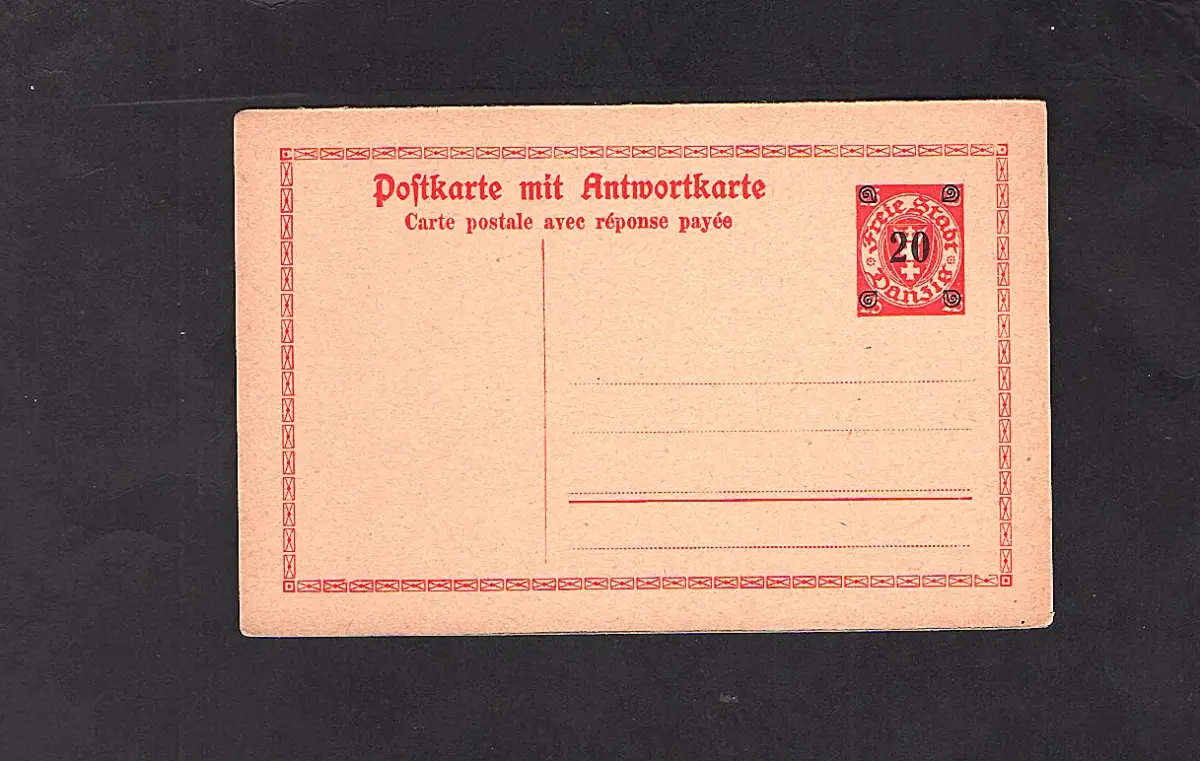 Postkarte mit Antwortkarte
Carte postale avec réponse payée
Freie Stadt
20
Danzig